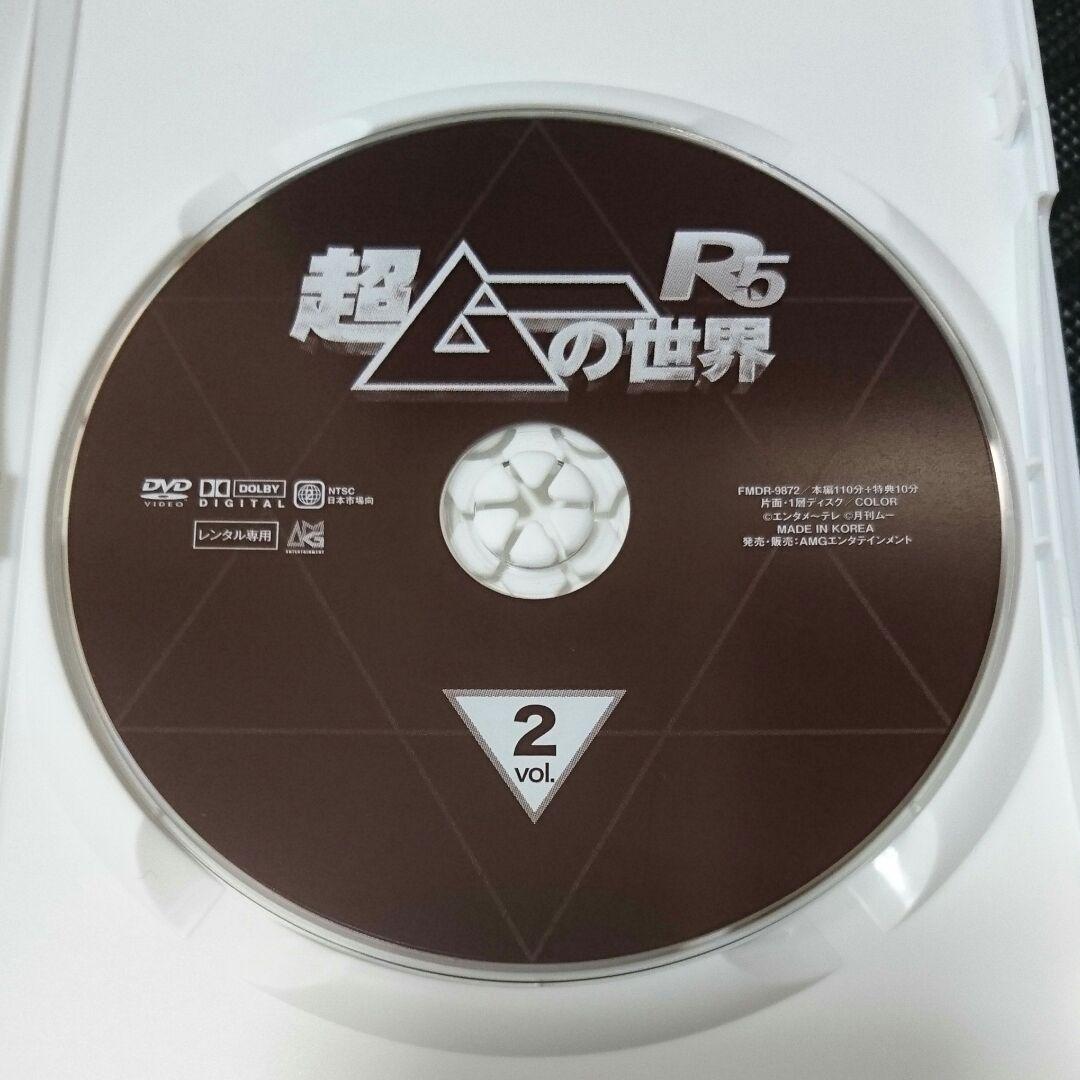 超ムーの世界 R5
DVD VIDEO
DOLBY DIGITAL
2
NTSC
日本市場向
レンタル専用
AMG ENTERTAINMENT
FMDR-9872/本編110分+特典10分
片面・1層ディスク/COLOR
©エンタメ〜テレ ©月刊ムー
MADE IN KOREA
発売・販売:AMGエンタテインメント
2
vol.